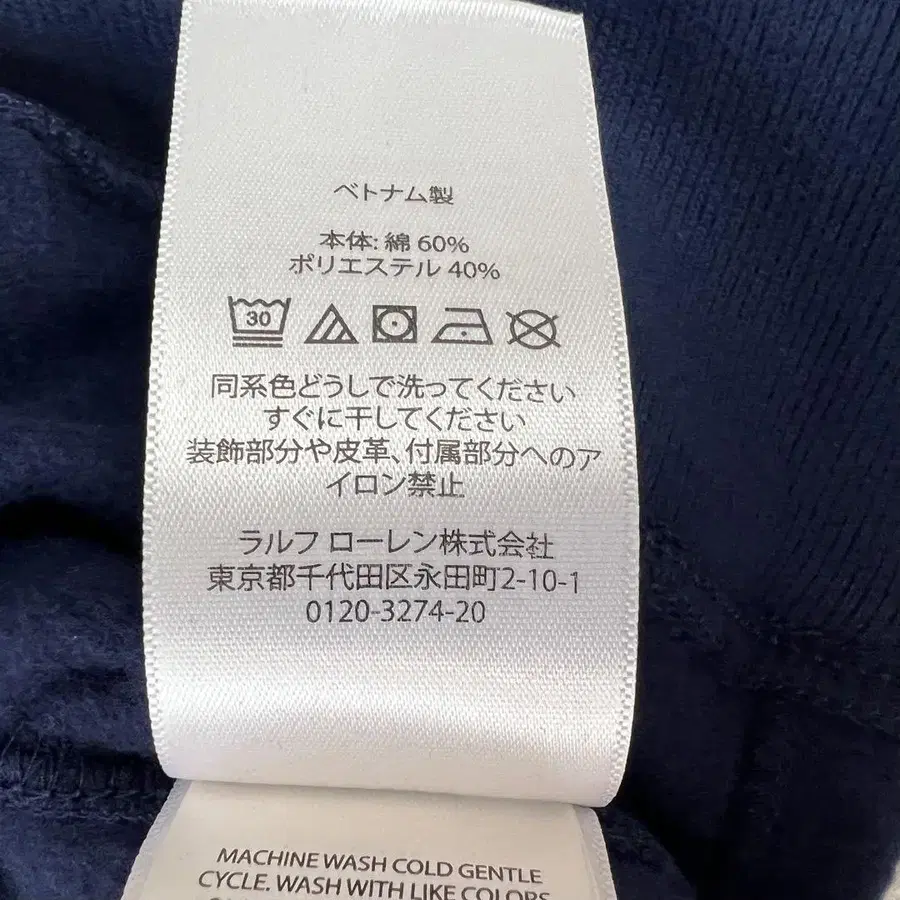 ベトナム製
本体: 綿 60%
ポリエステル 40%
30
同系色どうしで洗ってください
すぐに干してください
装飾部分や皮革、付属部分へのア
イロン禁止
ラルフ ローレン株式会社
東京都千代田区永田町2-10-1
0120-3274-20
MACHINE WASH COLD GENTLE
CYCLE. WASH WITH LIKE COLORS